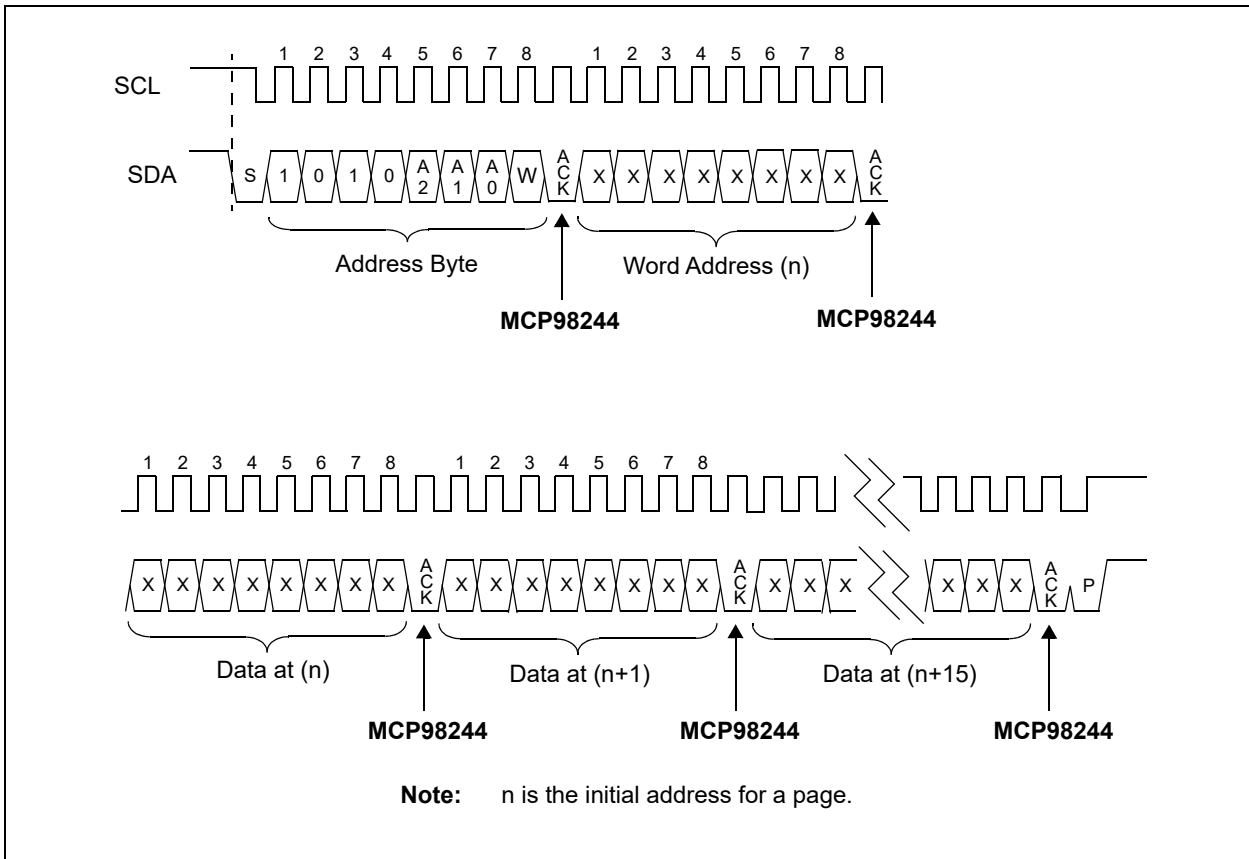 1 2 3 4 5 6 7 8 1 2 3 4 5 6 7 8
SCL
SDA S 1 0 1 0 A2 A1 A0 W ACK X X X X X X X X ACK
Address Byte Word Address (n)
MCP98244 MCP98244
1 2 3 4 5 6 7 8 1 2 3 4 5 6 7 8
X X X X X X X X ACK X X X X X X X X ACK X X X X X X ACK P
Data at (n) Data at (n+1) Data at (n+15)
MCP98244 MCP98244 MCP98244
Note: n is the initial address for a page.